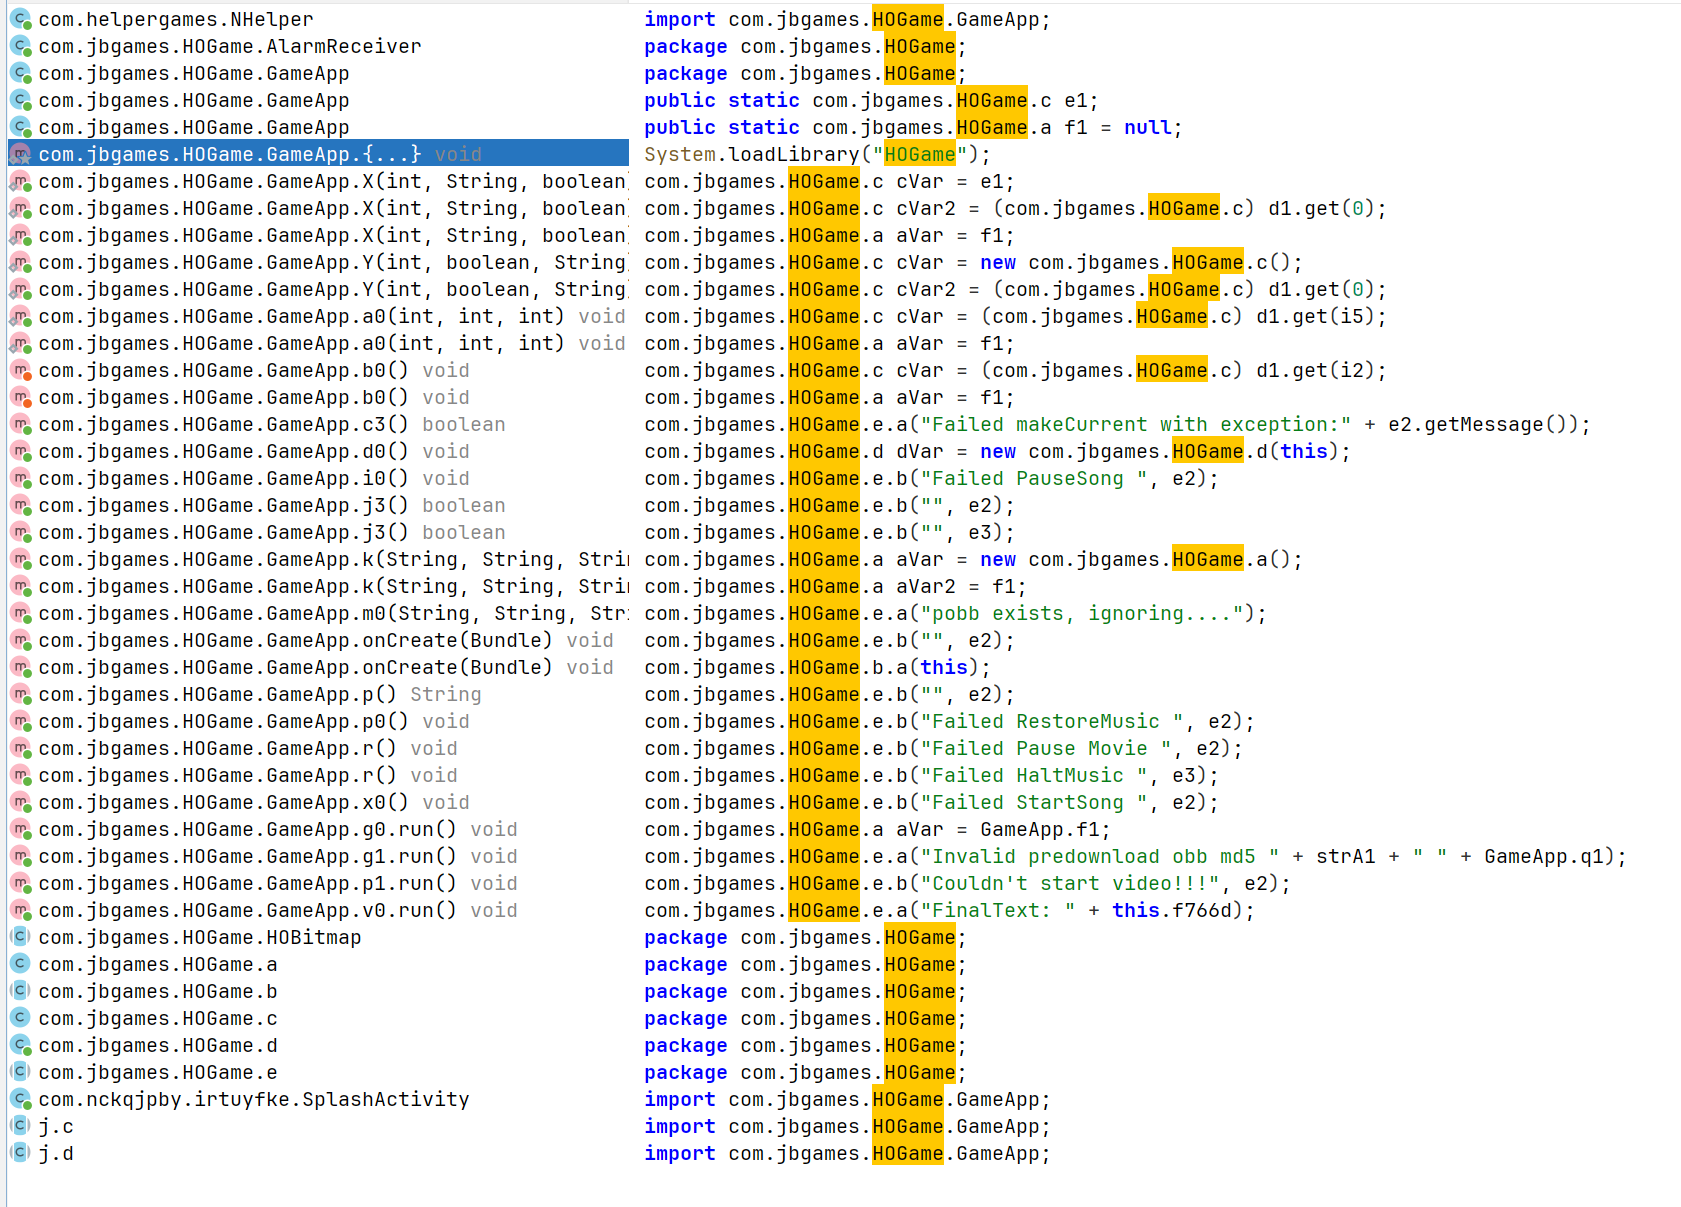 com.helpergames.NHelper import com.jbgames.HOGame.GameApp;
com.jbgames.HOGame.AlarmReceiver package com.jbgames.HOGame;
com.jbgames.HOGame.GameApp package com.jbgames.HOGame;
com.jbgames.HOGame.GameApp public static com.jbgames.HOGame.c e1;
com.jbgames.HOGame.GameApp public static com.jbgames.HOGame.a f1 = null;
com.jbgames.HOGame.GameApp.{...} void System.loadLibrary("HOGame");
com.jbgames.HOGame.GameApp.X(int, String, boolean) com.jbgames.HOGame.c cVar = e1;
com.jbgames.HOGame.GameApp.X(int, String, boolean) com.jbgames.HOGame.c cVar2 = (com.jbgames.HOGame.c) d1.get(0);
com.jbgames.HOGame.GameApp.X(int, String, boolean) com.jbgames.HOGame.a aVar = f1;
com.jbgames.HOGame.GameApp.Y(int, boolean, String) com.jbgames.HOGame.c cVar = new com.jbgames.HOGame.c();
com.jbgames.HOGame.GameApp.Y(int, boolean, String) com.jbgames.HOGame.c cVar2 = (com.jbgames.HOGame.c) d1.get(0);
com.jbgames.HOGame.GameApp.a0(int, int, int) void com.jbgames.HOGame.c cVar = (com.jbgames.HOGame.c) d1.get(i5);
com.jbgames.HOGame.GameApp.a0(int, int, int) void com.jbgames.HOGame.a aVar = f1;
com.jbgames.HOGame.GameApp.b0() void com.jbgames.HOGame.c cVar = (com.jbgames.HOGame.c) d1.get(i2);
com.jbgames.HOGame.GameApp.b0() void com.jbgames.HOGame.a aVar = f1;
com.jbgames.HOGame.GameApp.c3() boolean com.jbgames.HOGame.e.a("Failed makeCurrent with exception:" + e2.getMessage());
com.jbgames.HOGame.GameApp.d0() void com.jbgames.HOGame.d dVar = new com.jbgames.HOGame.d(this);
com.jbgames.HOGame.GameApp.i0() void com.jbgames.HOGame.e.b("Failed PauseSong ", e2);
com.jbgames.HOGame.GameApp.j3() boolean com.jbgames.HOGame.e.b("", e2);
com.jbgames.HOGame.GameApp.j3() boolean com.jbgames.HOGame.e.b("", e3);
com.jbgames.HOGame.GameApp.k(String, String, Stri com.jbgames.HOGame.a aVar = new com.jbgames.HOGame.a();
com.jbgames.HOGame.GameApp.k(String, String, Stri com.jbgames.HOGame.a aVar2 = f1;
com.jbgames.HOGame.GameApp.m0(String, String, Str com.jbgames.HOGame.e.a("pobb exists, ignoring....");
com.jbgames.HOGame.GameApp.onCreate(Bundle) void com.jbgames.HOGame.e.b("", e2);
com.jbgames.HOGame.GameApp.onCreate(Bundle) void com.jbgames.HOGame.b.a(this);
com.jbgames.HOGame.GameApp.p() String com.jbgames.HOGame.e.b("", e2);
com.jbgames.HOGame.GameApp.p0() void com.jbgames.HOGame.e.b("Failed RestoreMusic ", e2);
com.jbgames.HOGame.GameApp.r() void com.jbgames.HOGame.e.b("Failed Pause Movie ", e2);
com.jbgames.HOGame.GameApp.r() void com.jbgames.HOGame.e.b("Failed HaltMusic ", e3);
com.jbgames.HOGame.GameApp.x0() void com.jbgames.HOGame.e.b("Failed StartSong ", e2);
com.jbgames.HOGame.GameApp.g0.run() void com.jbgames.HOGame.a aVar = GameApp.f1;
com.jbgames.HOGame.GameApp.g1.run() void com.jbgames.HOGame.e.a("Invalid predownload obb md5 " + strA1 + " " + GameApp.q1);
com.jbgames.HOGame.GameApp.p1.run() void com.jbgames.HOGame.e.b("Couldn't start video!!!", e2);
com.jbgames.HOGame.GameApp.v0.run() void com.jbgames.HOGame.e.a("FinalText: " + this.f766d);
com.jbgames.HOGame.HOBitmap package com.jbgames.HOGame;
com.jbgames.HOGame.a package com.jbgames.HOGame;
com.jbgames.HOGame.b package com.jbgames.HOGame;
com.jbgames.HOGame.c package com.jbgames.HOGame;
com.jbgames.HOGame.d package com.jbgames.HOGame;
com.jbgames.HOGame.e package com.jbgames.HOGame;
com.nckqjpby.irtuyfke.SplashActivity import com.jbgames.HOGame.GameApp;
j.c import com.jbgames.HOGame.GameApp;
j.d import com.jbgames.HOGame.GameApp;